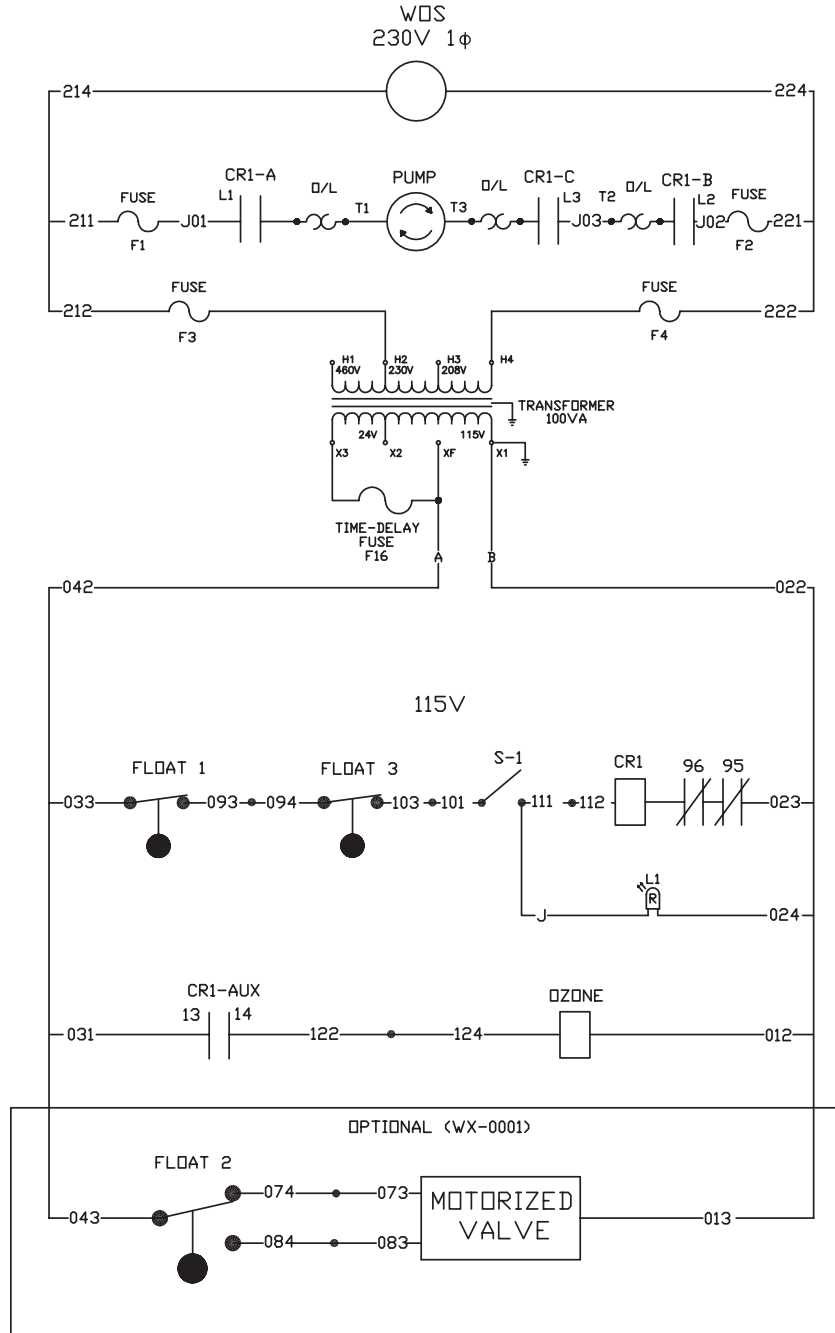 WOS
230V 1ϕ
214
224
CR1-A
O/L
PUMP
O/L
CR1-C
O/L
CR1-B
FUSE
L1
T1
T3
L3
T2
L2
FUSE
211
J01
J03
J02
221
F1
F2
FUSE
FUSE
212
222
F3
F4
H1
460V
H2
230V
H3
208V
H4
TRANSFORMER
100VA
24V
115V
X3
X2
XF
X1
TIME-DELAY
FUSE
F16
A
B
042
022
115V
FLOAT 1
FLOAT 3
S-1
CR1
96
95
033
093
094
103
101
111
112
023
L1
R
J
024
CR1-AUX
13
14
OZONE
031
122
124
012
OPTIONAL (WX-0001)
FLOAT 2
074
073
043
MOTORIZED
VALVE
013
084
083